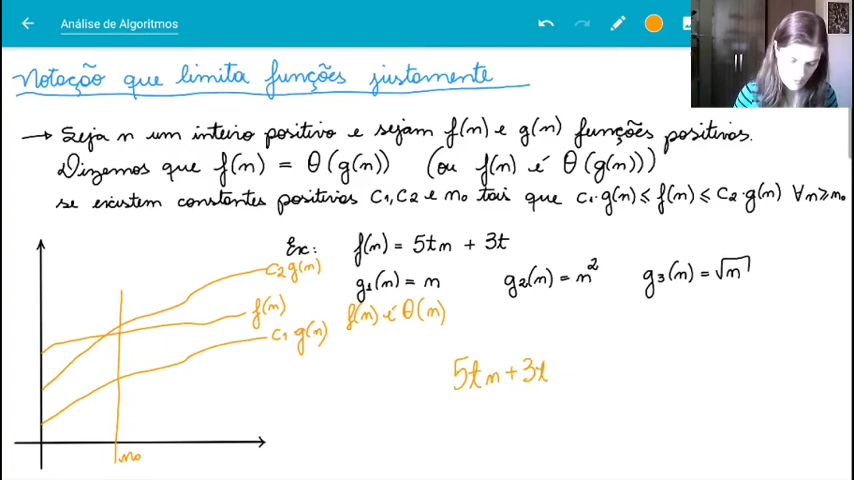 Análise de Algoritmos
Notação que limita funções justamente
→ Seja n um inteiro positivo e sejam f(n) e g(n) funções positivas.
Dizemos que f(n) = Θ(g(n)) (ou f(n) é Θ(g(n)))
se existem constantes positivas C1, C2 e n0 tais que C1·g(n) ≤ f(n) ≤ C2·g(n) ∀n≥n0
Ex: f(n) = 5tn + 3t
g1(n) = n g2(n) = n² g3(n) = √n
f(n) é Θ(n)
C2 g(n)
f(n)
C1 g(n)
5tn + 3t
n0